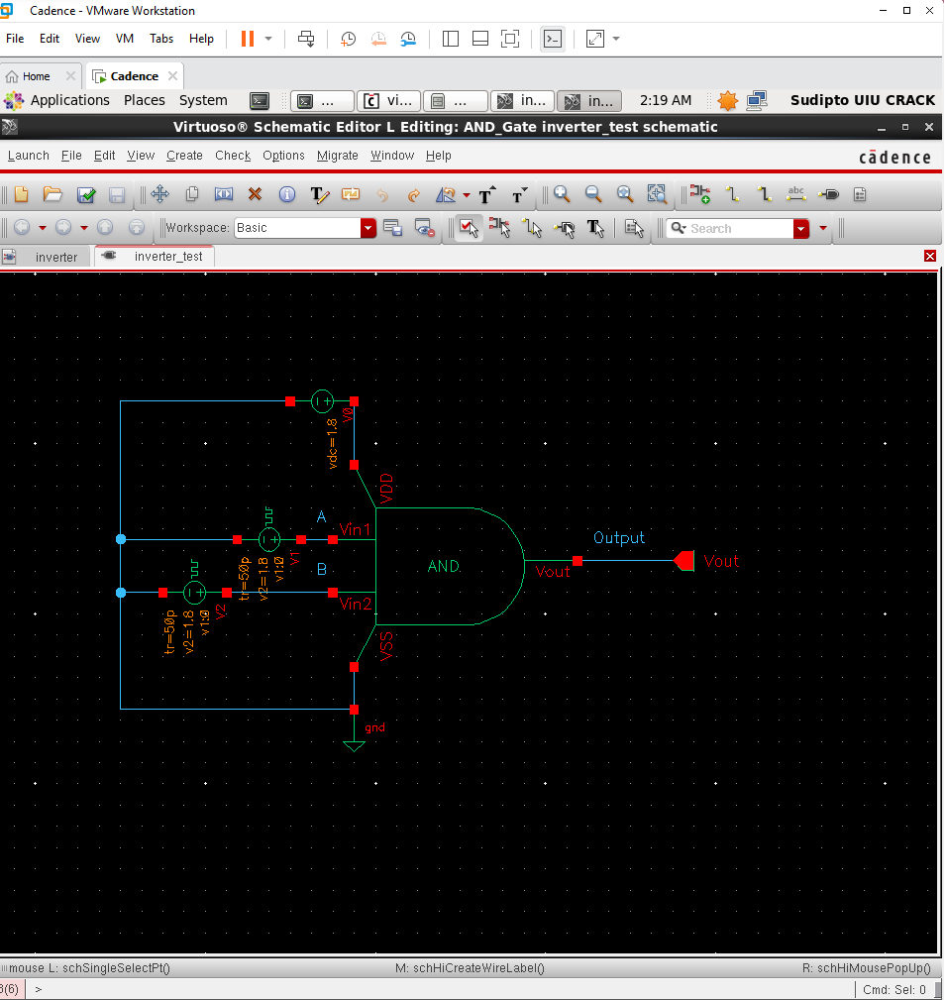 Cadence - VMware Workstation
File Edit View VM Tabs Help
Home Cadence
Applications Places System ... vi... ... in... in... 2:19 AM Sudipto UIU CRACK
Virtuoso® Schematic Editor L Editing: AND_Gate inverter_test schematic
Launch File Edit View Create Check Options Migrate Window Help cādence
abc
Workspace: Basic Search
inverter inverter_test
V0
vdc=1.8
VDD
A
Vin1
V1
tr=50p
v2=1.8
v1:0
B
Vin2
V2
tr=50p
v2=1.8
v1:0
AND
Output
Vout
Vout
VSS
gnd
mouse L: schSingleSelectPt() M: schHiCreateWireLabel() R: schHiMousePopUp()
3(6) > Cmd: Sel: 0